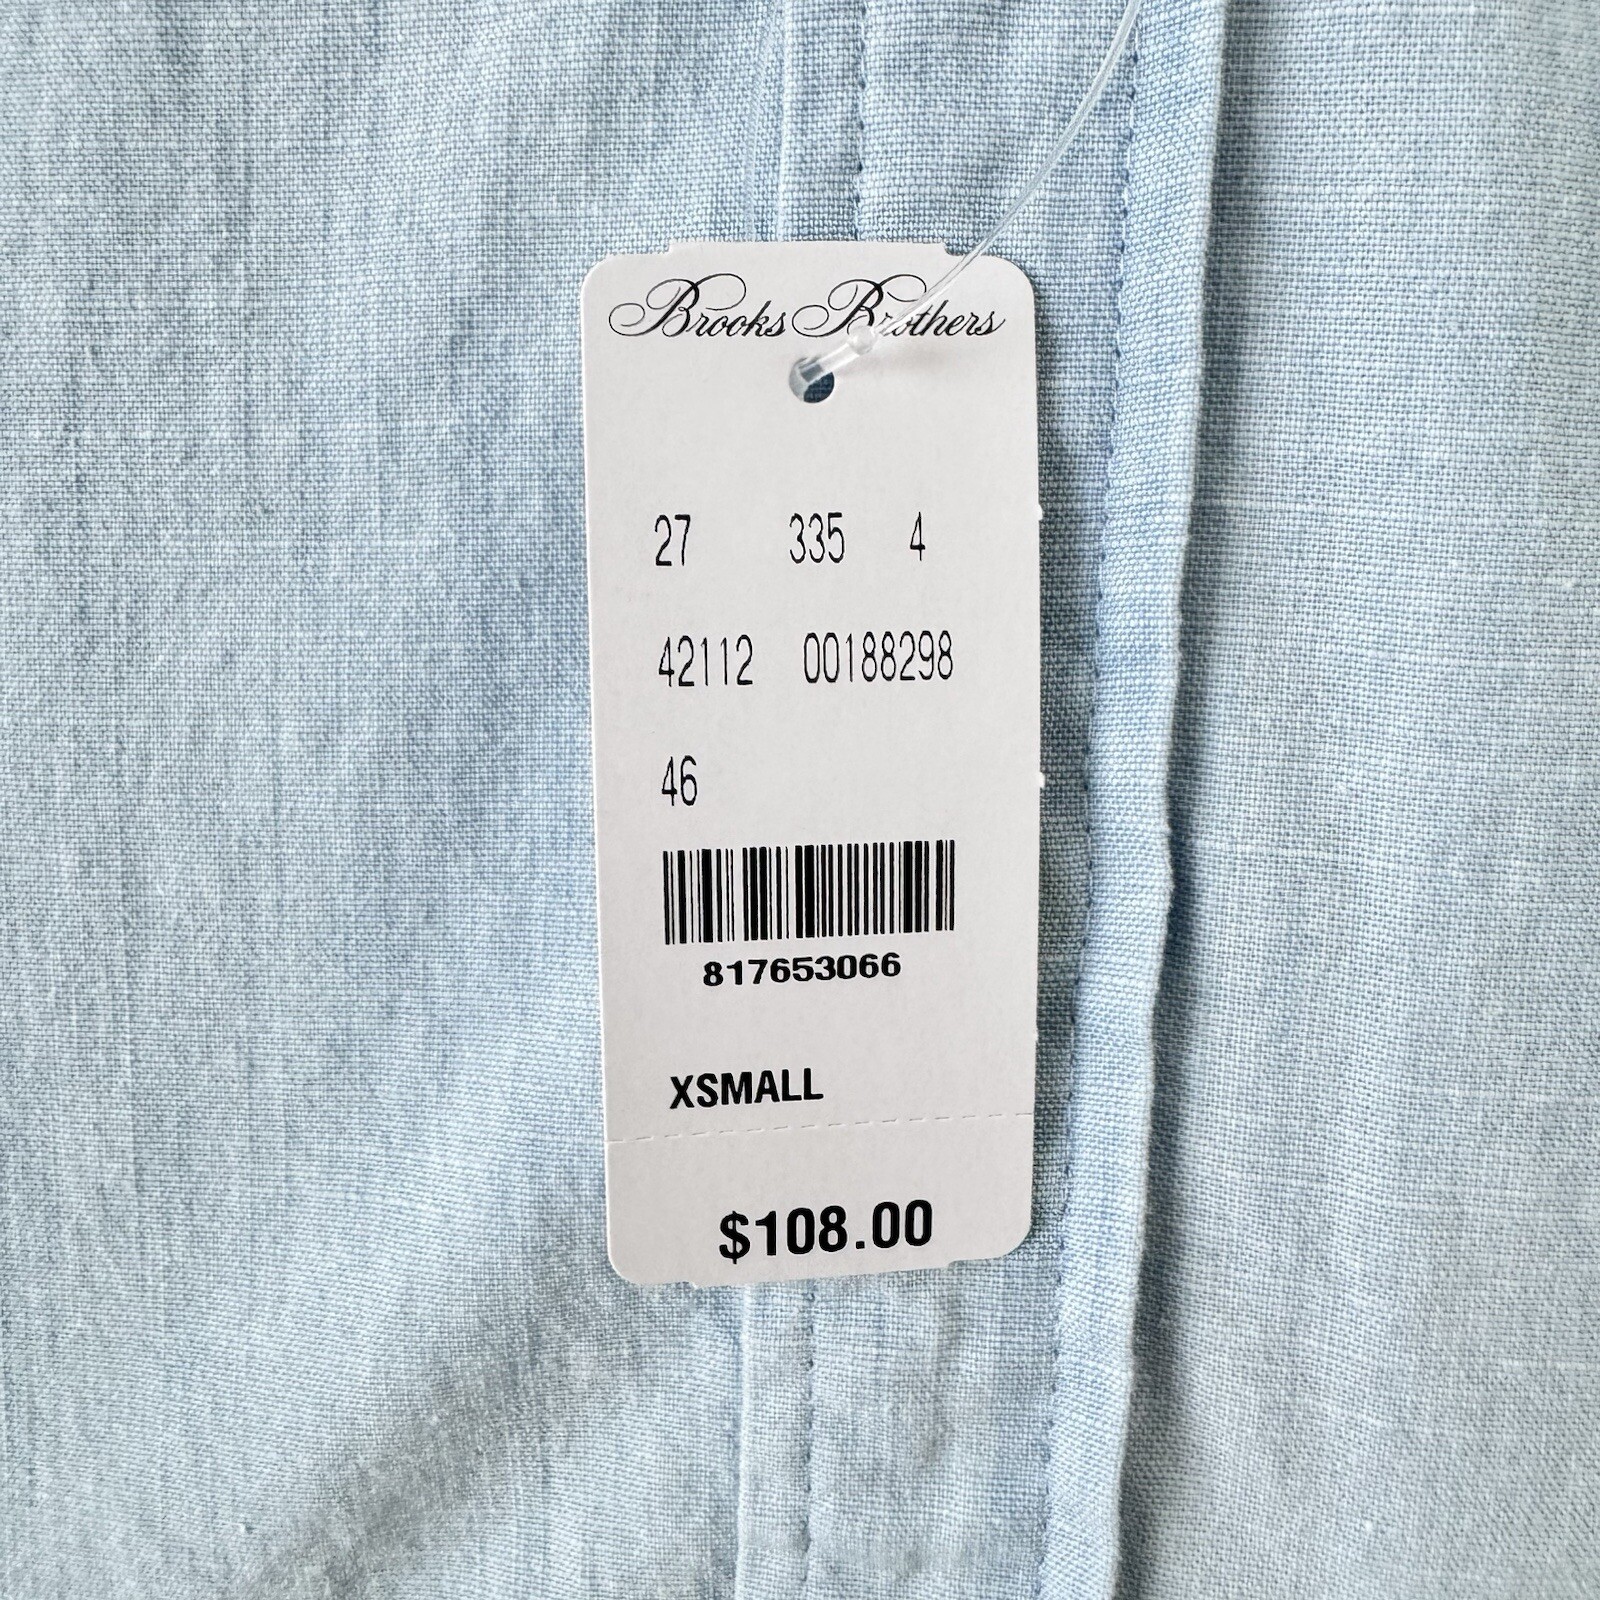 Brooks Brothers
27 335 4
42112 00188298
46
817653066
XSMALL
$108.00